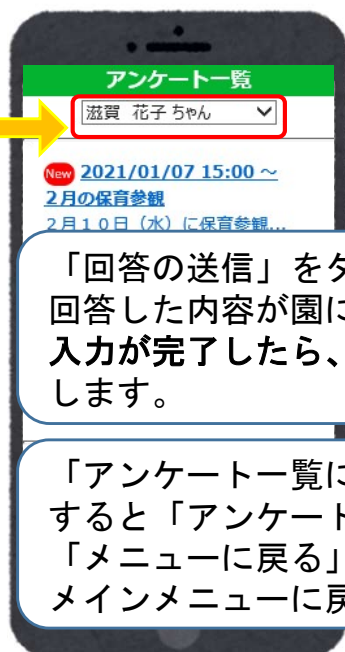 アンケート一覧
滋賀 花子 ちゃん
New 2021/01/07 15:00 ～
２月の保育参観
２月１０日（水）に保育参観...
「回答の送信」をタ
回答した内容が園に
入力が完了したら、
します。
「アンケート一覧に
すると「アンケート
「メニューに戻る」
メインメニューに戻